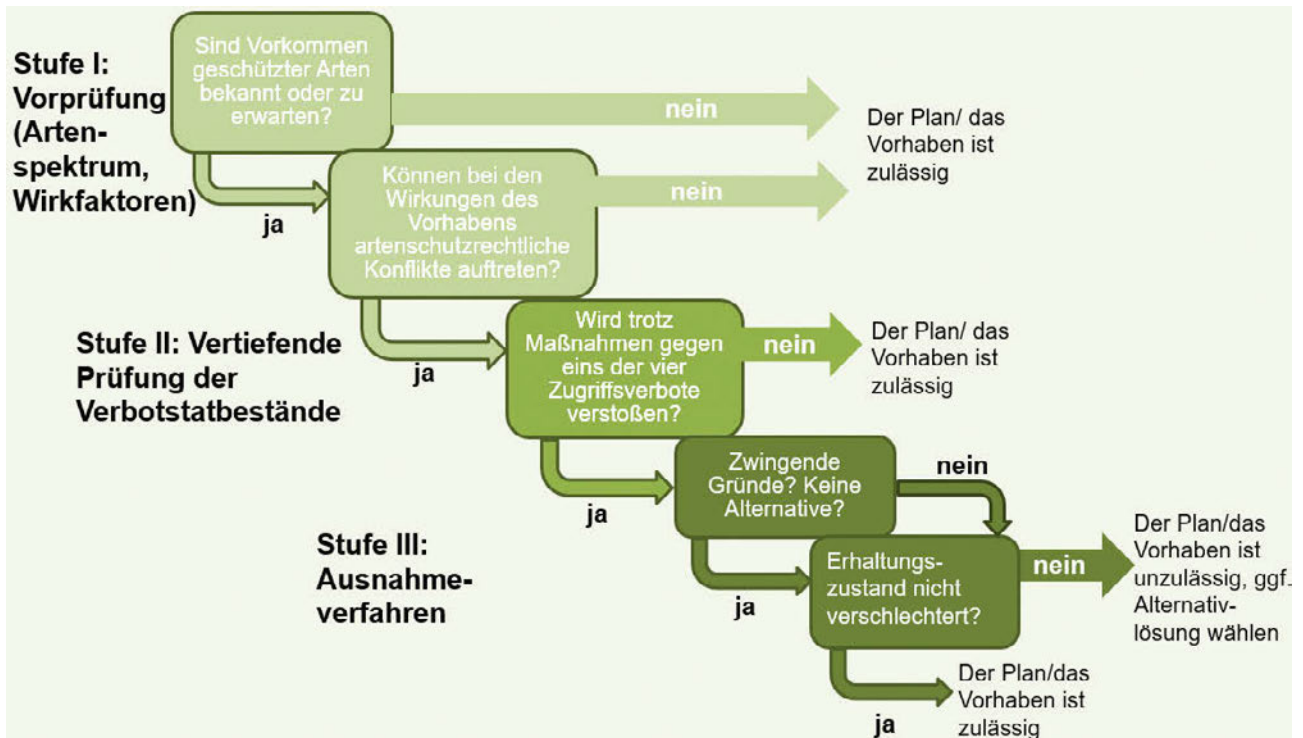 Stufe I:
Vorprüfung
(Arten-
spektrum,
Wirkfaktoren)
Sind Vorkommen
geschützter Arten
bekannt oder zu
erwarten?
nein
Der Plan/ das
Vorhaben ist
zulässig
ja
Können bei den
Wirkungen des
Vorhabens
artenschutzrechtliche
Konflikte auftreten?
nein
ja
Stufe II: Vertiefende
Prüfung der
Verbotstatbestände
Wird trotz
Maßnahmen gegen
eins der vier
Zugriffsverbote
verstoßen?
nein
Der Plan/ das
Vorhaben ist
zulässig
ja
Stufe III:
Ausnahme-
verfahren
Zwingende
Gründe? Keine
Alternative?
nein
ja
Erhaltungs-
zustand nicht
verschlechtert?
nein
Der Plan/das
Vorhaben ist
unzulässig, ggf.
Alternativ-
lösung wählen
ja
Der Plan/das
Vorhaben ist
zulässig